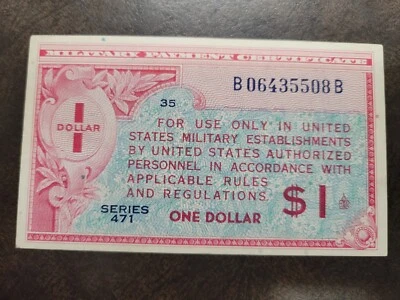 MILITARY PAYMENT CERTIFICATE
B06435508B
35
1
DOLLAR
FOR USE ONLY IN UNITED
STATES MILITARY ESTABLISHMENTS
BY UNITED STATES AUTHORIZED
PERSONNEL IN ACCORDANCE WITH
APPLICABLE RULES
AND REGULATIONS.
SERIES
471
ONE DOLLAR
$1